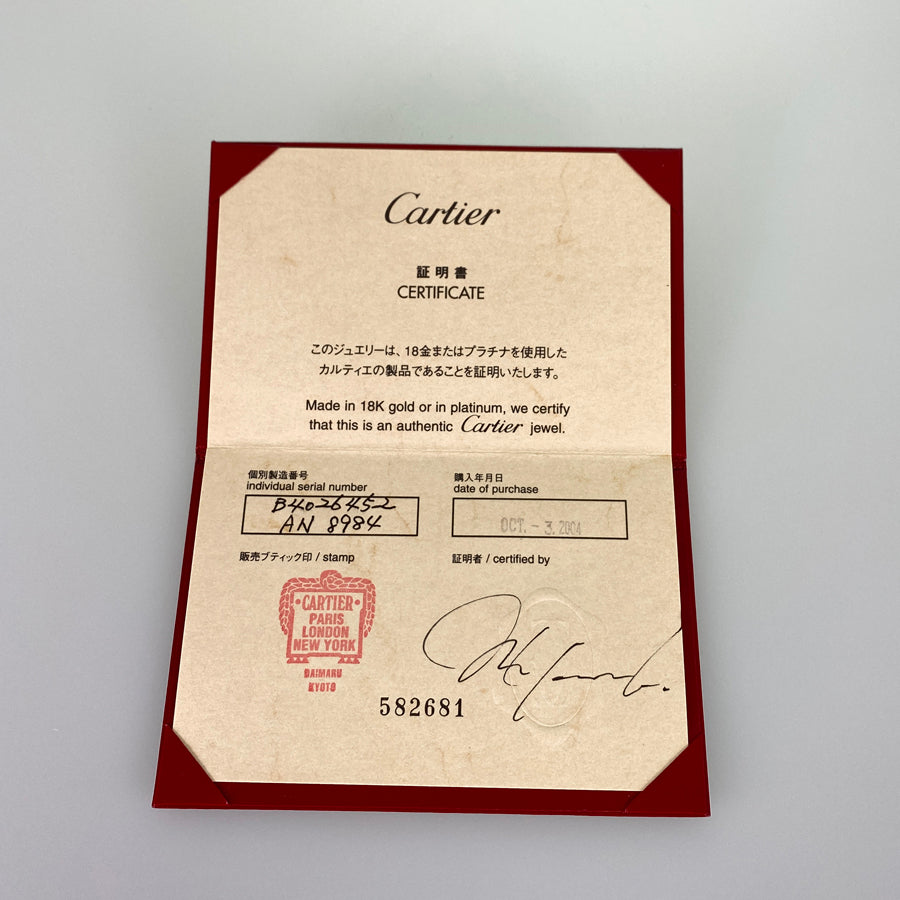 Cartier
証明書
CERTIFICATE
このジュエリーは、18金またはプラチナを使用した
カルティエの製品であることを証明いたします。
Made in 18K gold or in platinum, we certify
that this is an authentic Cartier jewel.
個別製造番号
individual serial number
B4026452
AN 8984
購入年月日
date of purchase
OCT. - 3. 2004
販売ブティック印 / stamp
CARTIER
PARIS
LONDON
NEW YORK
DAIMARU
KYOTO
証明者 / certified by
582681